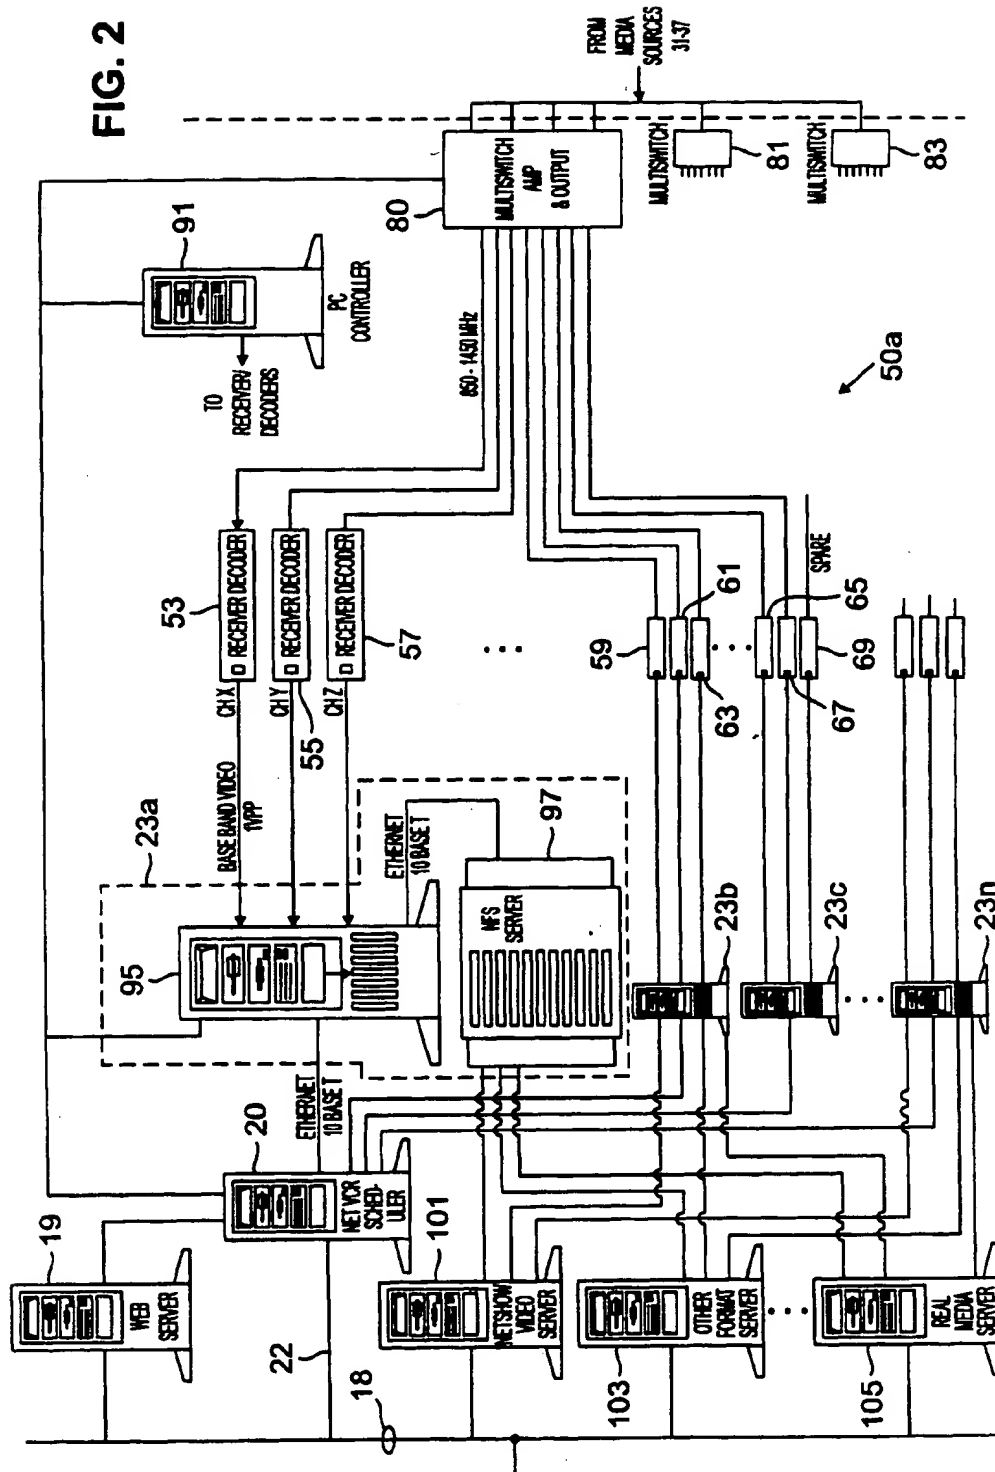 FIG. 2
FROM
MEDIA
SOURCES
31-37
MULTISWITCH
AMP
& OUTPUT
80
MULTISWITCH
81
MULTISWITCH
83
91
PC
CONTROLLER
TO
RECEIVER/
DECODERS
850 - 1450 MHz
50a
53
RECEIVER DECODER
RECEIVER DECODER
RECEIVER DECODER
55
57
CH X
CH Y
CH Z
BASE BAND VIDEO
1VPP
59
61
63
65
67
69
SPARE
23a
95
ETHERNET
10 BASE T
97
NFS
SERVER
23b
23c
23n
ETHERNET
10 BASE T
20
NET VCR
SCHED-
ULER
19
WEB
SERVER
22
18
101
NETSHOW
VIDEO
SERVER
103
OTHER
FORMAT
SERVER
105
REAL
MEDIA
SERVER